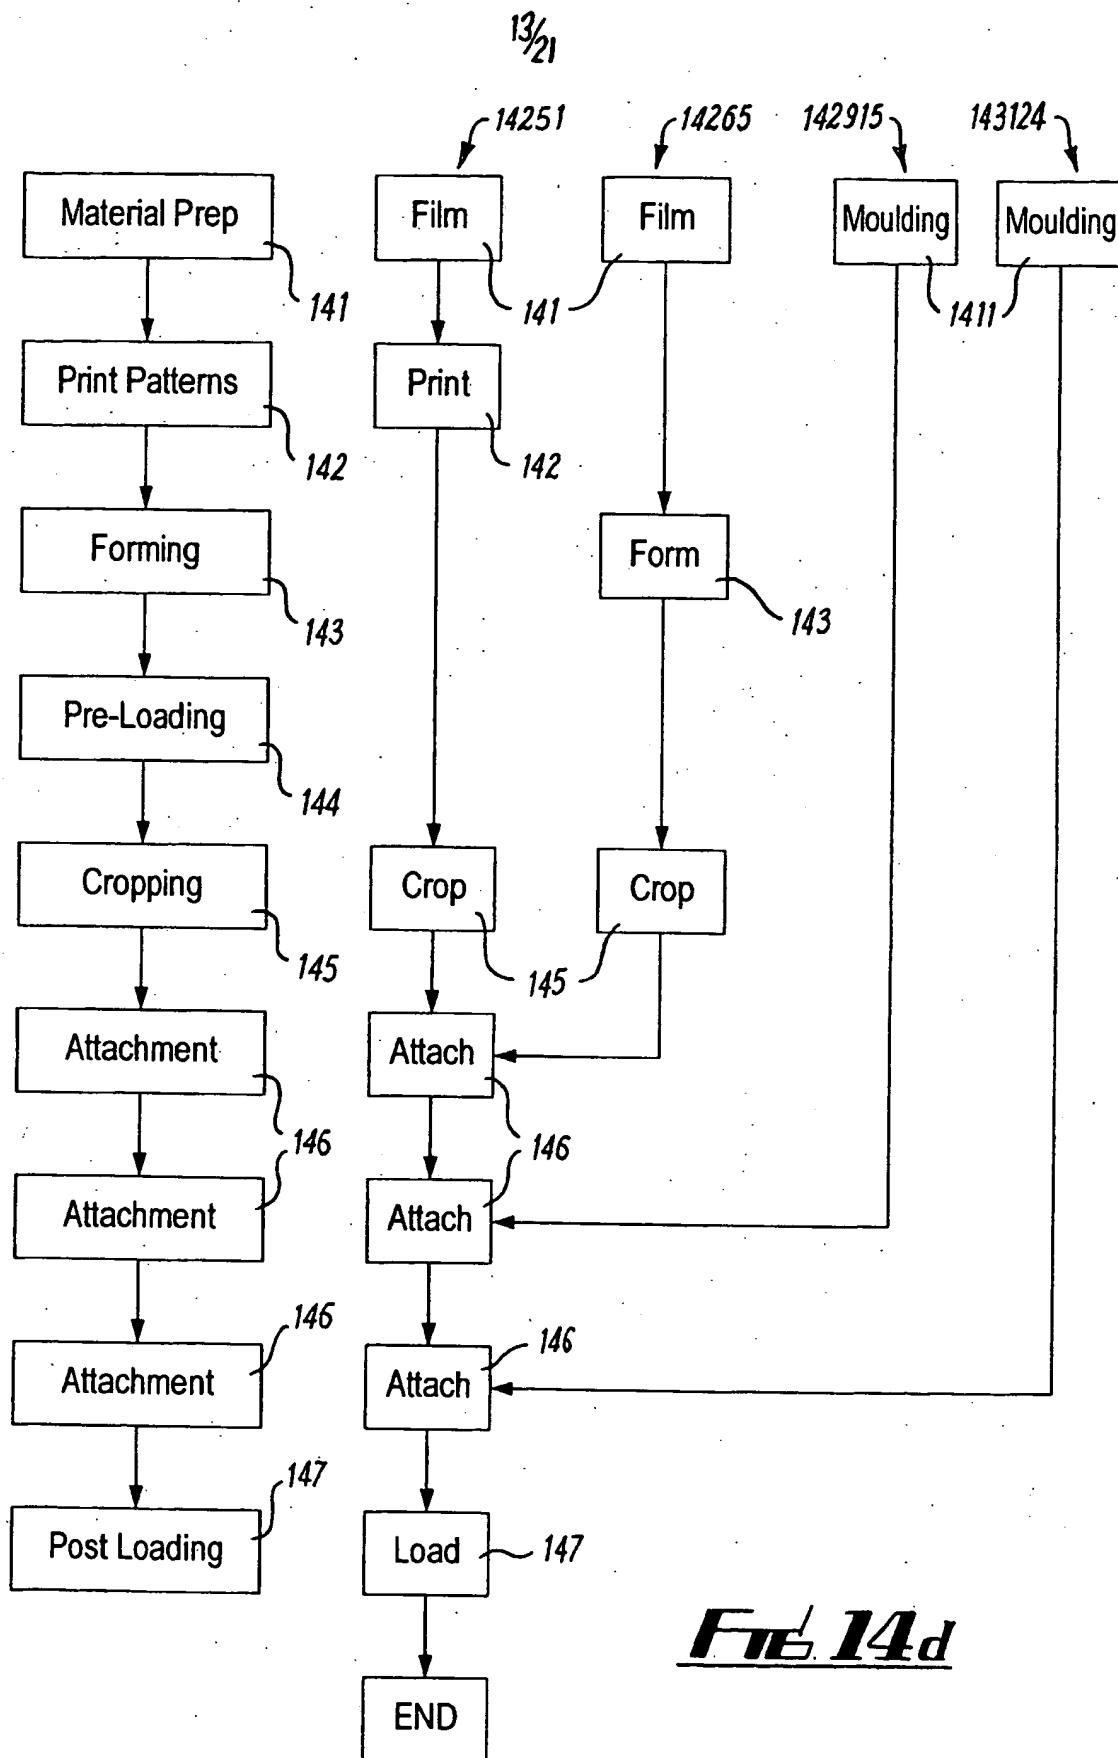 13/21
14251 14265 142915 143124
Material Prep Film Film Moulding Moulding
141 141 1411
Print Patterns Print
142 142
Forming Form
143 143
Pre-Loading
144
Cropping Crop Crop
145 145
Attachment Attach
146 146
Attachment Attach
146 146
Attachment Attach
147
Post Loading Load 147
END
FIG. 14d